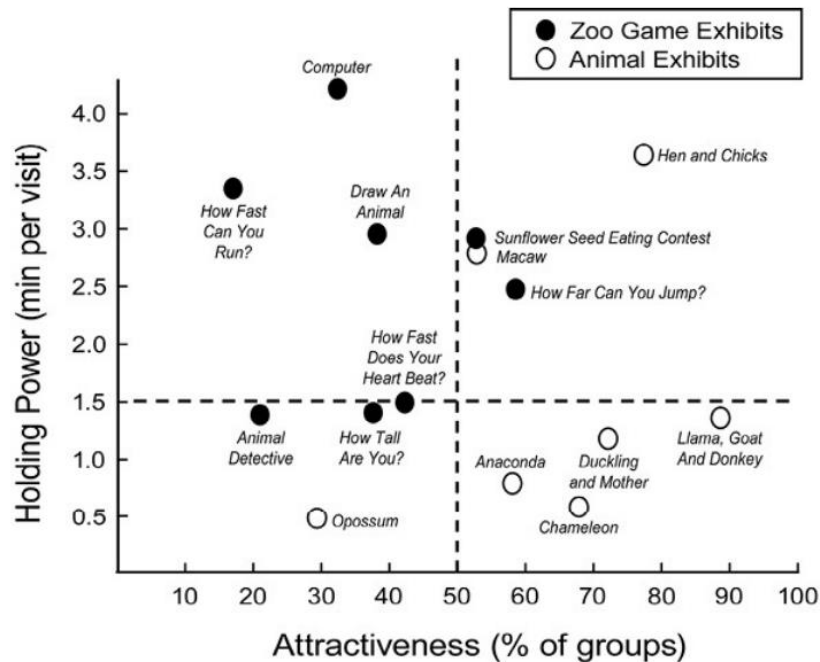 Zoo Game Exhibits
Animal Exhibits
Computer
Hen and Chicks
How Fast
Can You
Run?
Draw An
Animal
Sunflower Seed Eating Contest
Macaw
How Far Can You Jump?
How Fast
Does Your
Heart Beat?
Animal
Detective
How Tall
Are You?
Anaconda
Duckling
and Mother
Llama, Goat
And Donkey
Opossum
Chameleon
Holding Power (min per visit)
4.0
3.5
3.0
2.5
2.0
1.5
1.0
0.5
10 20 30 40 50 60 70 80 90 100
Attractiveness (% of groups)